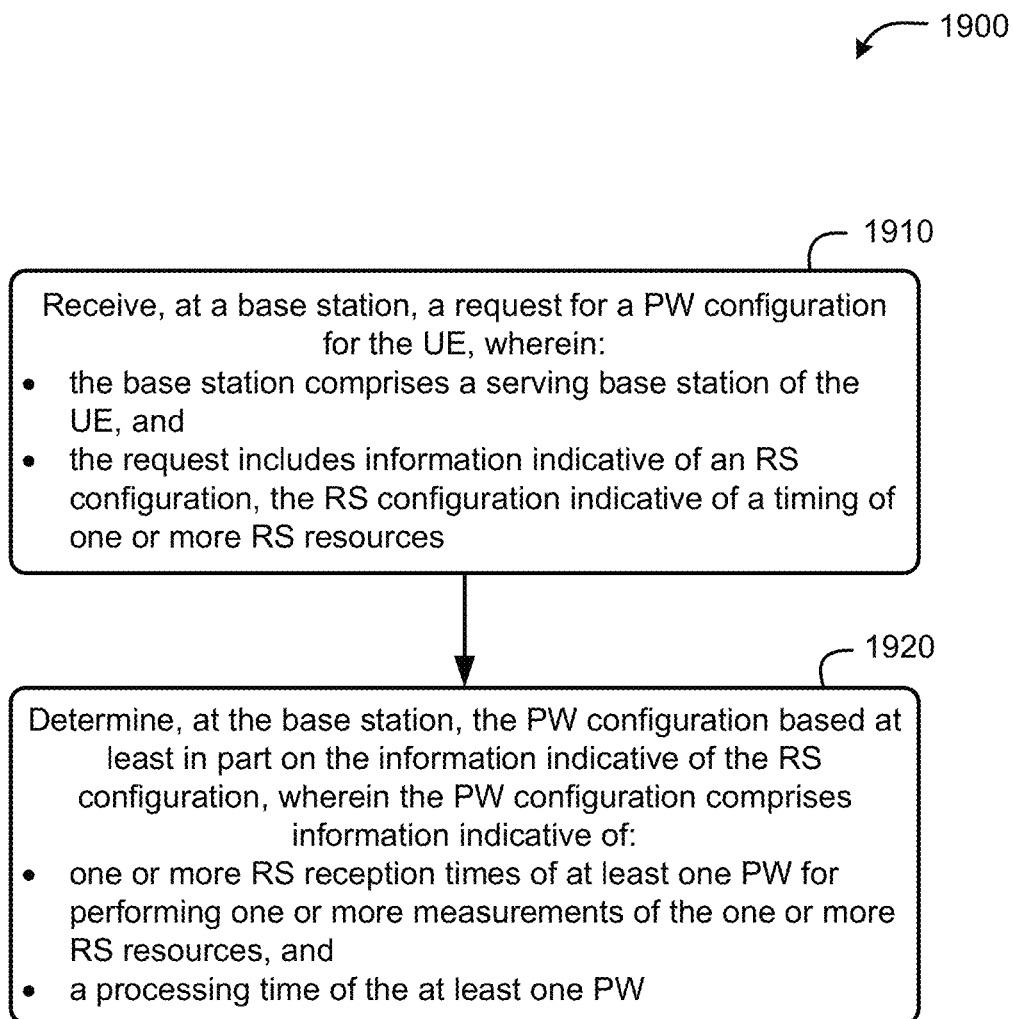 1900
1910
Receive, at a base station, a request for a PW configuration
for the UE, wherein:
• the base station comprises a serving base station of the
UE, and
• the request includes information indicative of an RS
configuration, the RS configuration indicative of a timing of
one or more RS resources
1920
Determine, at the base station, the PW configuration based at
least in part on the information indicative of the RS
configuration, wherein the PW configuration comprises
information indicative of:
• one or more RS reception times of at least one PW for
performing one or more measurements of the one or more
RS resources, and
• a processing time of the at least one PW